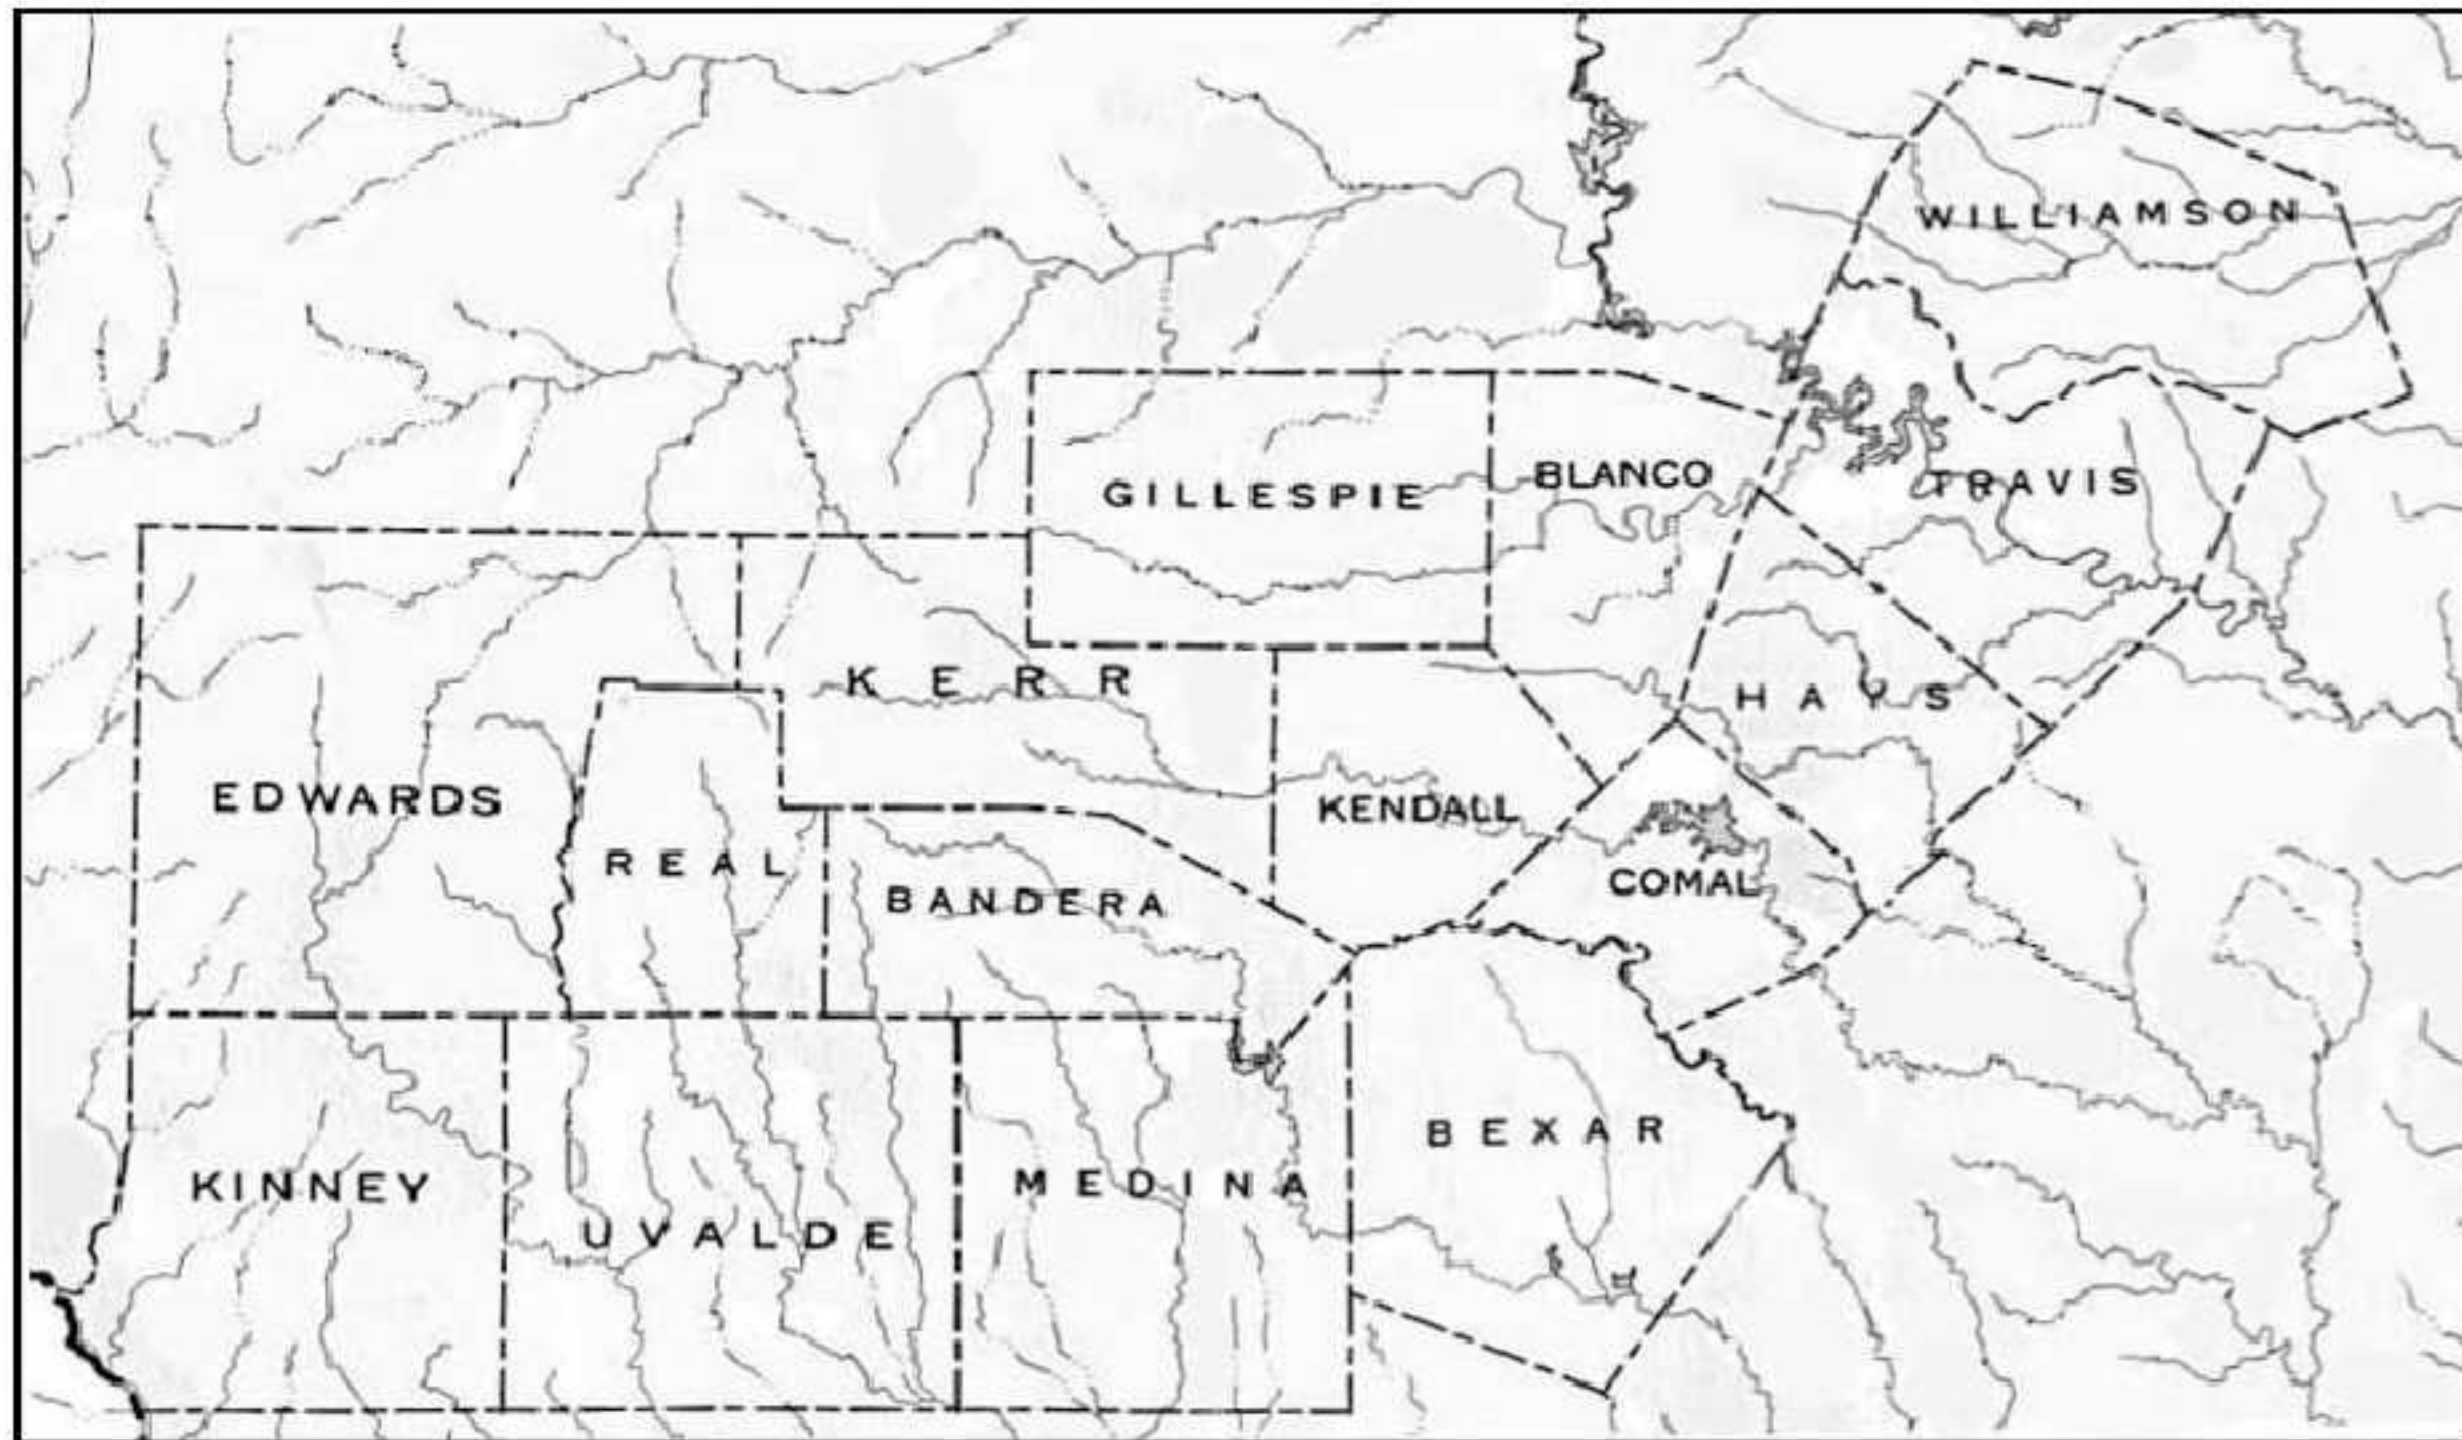 WILLIAMSON
GILLESPIE
BLANCO
TRAVIS
KERR
HAYS
EDWARDS
REAL
KENDALL
BANDERA
COMAL
KINNEY
UVALDE
MEDINA
BEXAR